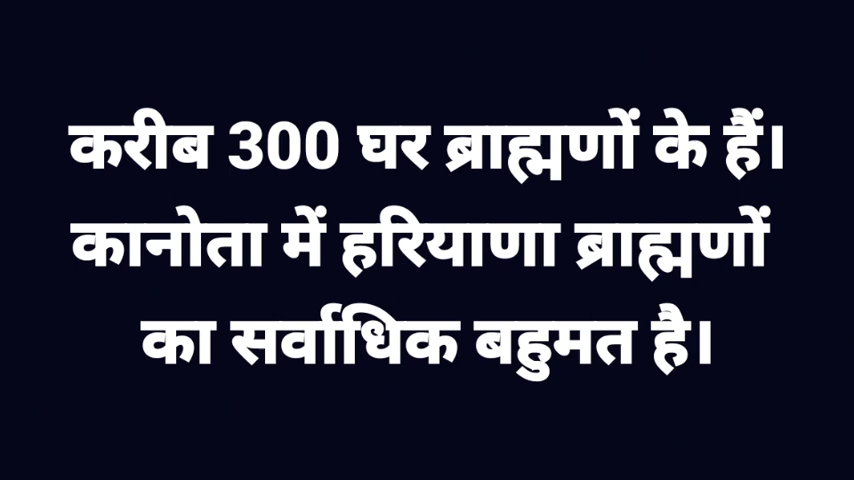 करीब 300 घर ब्राह्मणों के हैं।
कानोता में हरियाणा ब्राह्मणों
का सर्वाधिक बहुमत है।